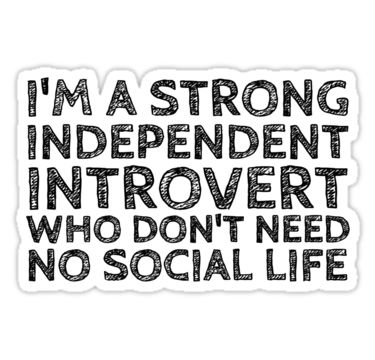 I'M A STRONG
INDEPENDENT
INTROVERT
WHO DON'T NEED
NO SOCIAL LIFE